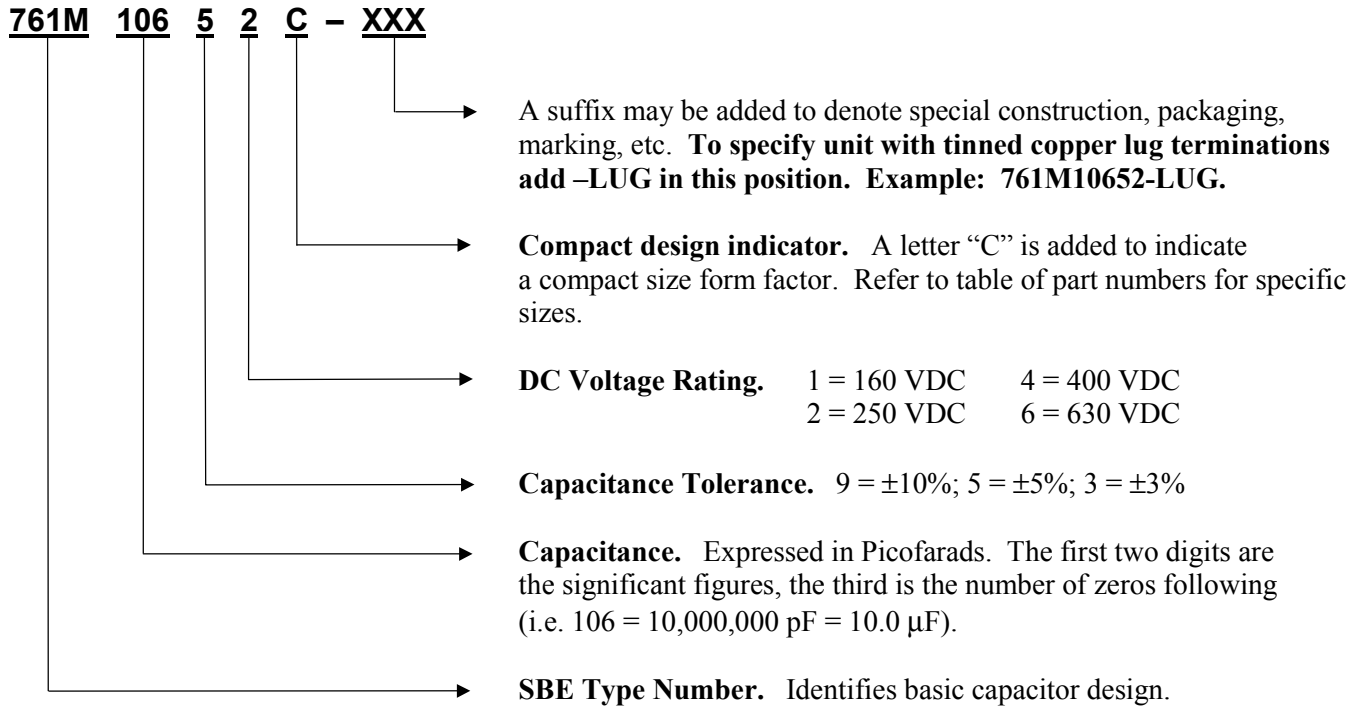 761M 106 5 2 C – XXX
A suffix may be added to denote special construction, packaging,
marking, etc. To specify unit with tinned copper lug terminations
add –LUG in this position. Example: 761M10652-LUG.
Compact design indicator. A letter “C” is added to indicate
a compact size form factor. Refer to table of part numbers for specific
sizes.
DC Voltage Rating. 1 = 160 VDC 4 = 400 VDC
2 = 250 VDC 6 = 630 VDC
Capacitance Tolerance. 9 = ±10%; 5 = ±5%; 3 = ±3%
Capacitance. Expressed in Picofarads. The first two digits are
the significant figures, the third is the number of zeros following
(i.e. 106 = 10,000,000 pF = 10.0 μF).
SBE Type Number. Identifies basic capacitor design.